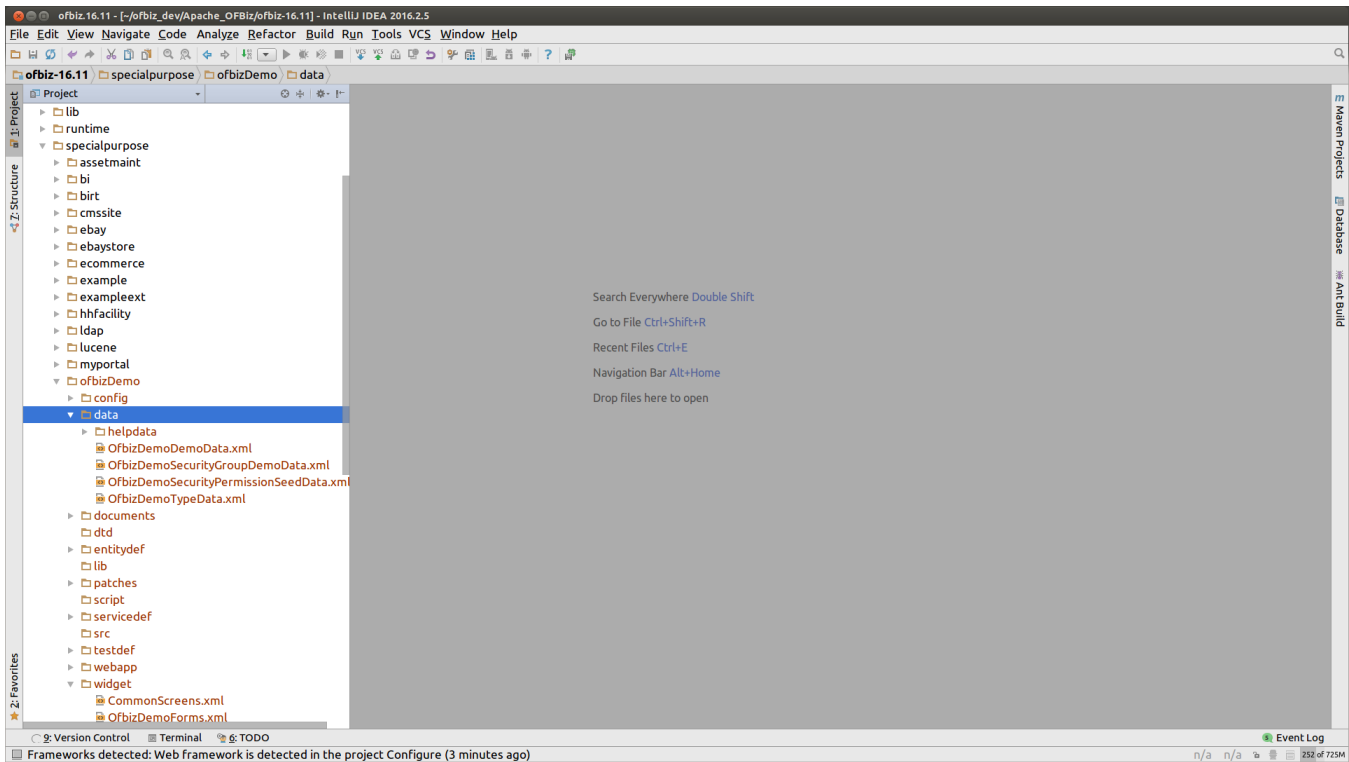 ofbiz.16.11 - [~/ofbiz_dev/Apache_OFBiz/ofbiz-16.11] - IntelliJ IDEA 2016.2.5
File Edit View Navigate Code Analyze Refactor Build Run Tools VCS Window Help
ofbiz-16.11 specialpurpose ofbizDemo data
1: Project
Z: Structure
2: Favorites
Project
lib
runtime
specialpurpose
assetmaint
bi
birt
cmssite
ebay
ebaystore
ecommerce
example
exampleext
hhfacility
ldap
lucene
myportal
ofbizDemo
config
data
helpdata
OfbizDemoDemoData.xml
OfbizDemoSecurityGroupDemoData.xml
OfbizDemoSecurityPermissionSeedData.xml
OfbizDemoTypeData.xml
documents
dtd
entitydef
lib
patches
script
servicedef
src
testdef
webapp
widget
CommonScreens.xml
OfbizDemoForms.xml
Search Everywhere Double Shift
Go to File Ctrl+Shift+R
Recent Files Ctrl+E
Navigation Bar Alt+Home
Drop files here to open
m Maven Projects
Database
Ant Build
9: Version Control Terminal 6: TODO Event Log
Frameworks detected: Web framework is detected in the project Configure (3 minutes ago) n/a n/a 252 of 725M